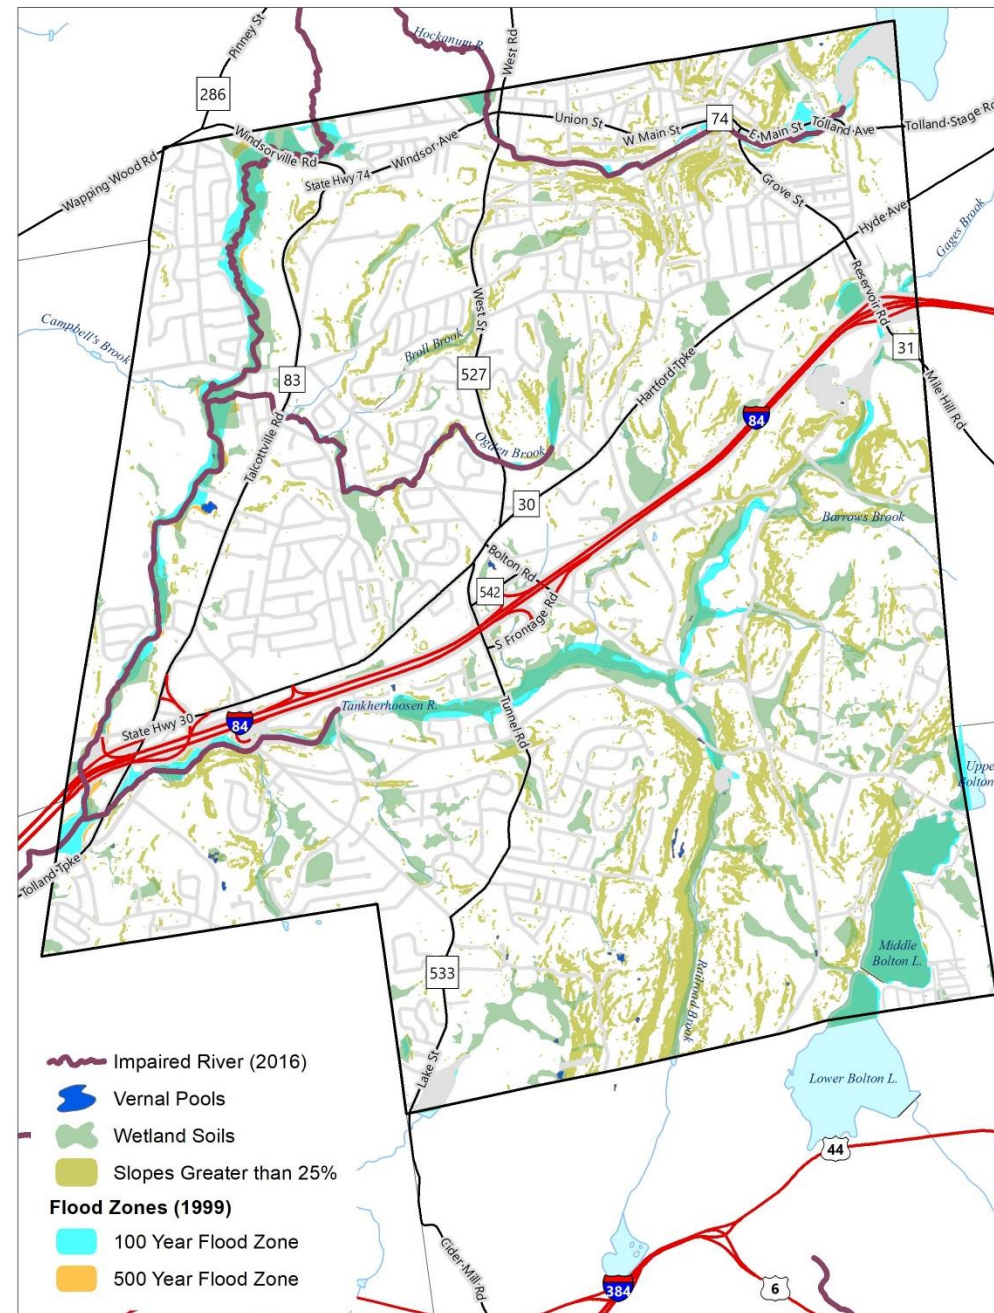 Pinney St
Hockanum R.
West Rd
286
74
Union St
W Main St
E Main St
Tolland Ave
Tolland Stage Rd
Wapping Wood Rd
Windsorville Rd
Windsor Ave
State Hwy 74
Grove St
Hyde Ave
Gages Brook
Reservoir Rd
Campbell's Brook
West St
Broll Brook
83
527
Hartford Tpke
31
Mile Hill Rd
84
Talcottville Rd
Ogden Brook
30
Barrows Brook
Bolton Rd
542
S Frontage Rd
Tankherhoosen R.
State Hwy 30
84
Tunnel Rd
Uppe
Bolton
Tolland Tpke
Middle
Bolton L.
533
Railroad Brook
Lake St
Lower Bolton L.
Impaired River (2016)
Vernal Pools
Wetland Soils
Slopes Greater than 25%
Flood Zones (1999)
100 Year Flood Zone
500 Year Flood Zone
44
Cider Mill Rd
384
6